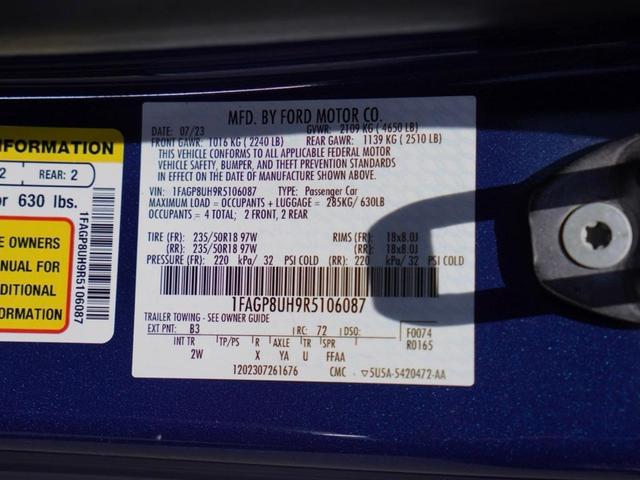 INFORMATION
2 REAR: 2
or 630 lbs.
E OWNERS
NUAL FOR
DITIONAL
ORMATION
1FAGP8UH9R5106087
MFD. BY FORD MOTOR CO.
DATE: 07/23 GVWR: 2109 KG ( 4650 LB)
FRONT GAWR: 1016 KG ( 2240 LB) REAR GAWR: 1139 KG ( 2510 LB)
THIS VEHICLE CONFORMS TO ALL APPLICABLE FEDERAL MOTOR
VEHICLE SAFETY, BUMPER, AND THEFT PREVENTION STANDARDS
IN EFFECT ON THE DATE OF MANUFACTURE SHOWN ABOVE.
VIN: 1FAGP8UH9R5106087 TYPE: Passenger Car
MAXIMUM LOAD = OCCUPANTS + LUGGAGE = 285KG/ 630LB
OCCUPANTS = 4 TOTAL; 2 FRONT, 2 REAR
TIRE (FR): 235/50R18 97W RIMS (FR): 18x8.0J
(RR): 235/50R18 97W (RR): 18x8.0J
PRESSURE (FR): 220 kPa/ 32 PSI COLD (RR): 220 kPa/ 32 PSI COLD
1FAGP8UH9R5106087
TRAILER TOWING - SEE OWNER GUIDE
EXT PNT: B3 RC: 72 DSO: F0074
INT TR TP/PS R AXLE TR SPR R0165
2W X YA U FFAA
1202307261676 CMC ▽5U5A-5420472-AA